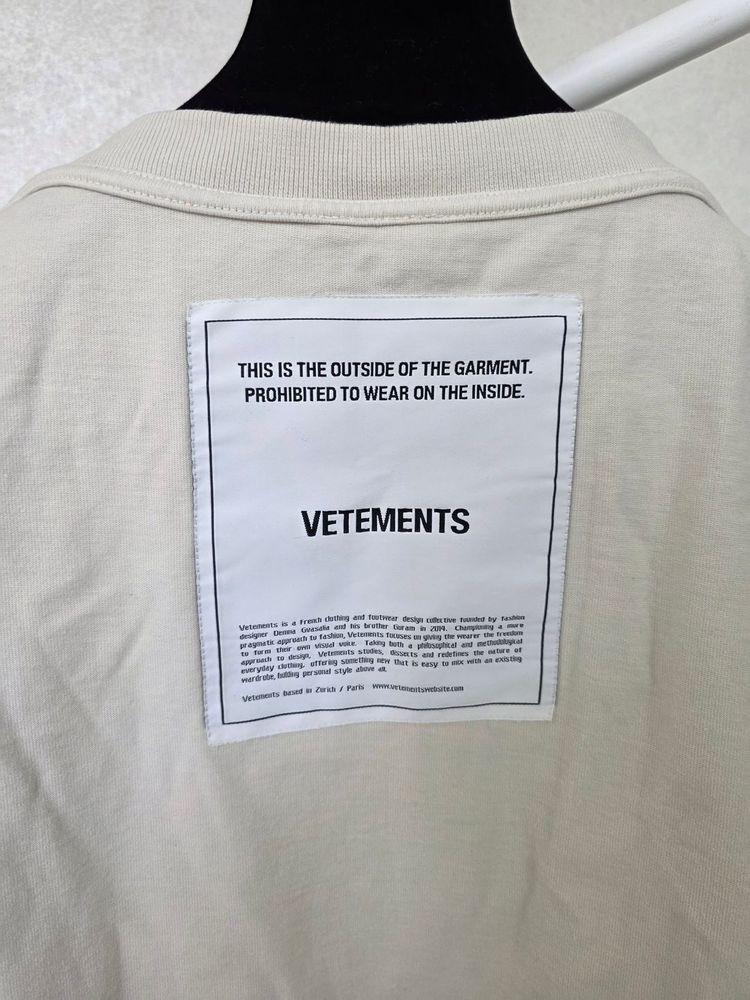 THIS IS THE OUTSIDE OF THE GARMENT.
PROHIBITED TO WEAR ON THE INSIDE.
VETEMENTS
Vetements is a French clothing and footwear design collective founded by fashion
designer Demna Gvasalia and his brother Guram in 2014. Championing a more
pragmatic approach to fashion, Vetements focuses on giving the wearer the freedom
to form their own visual voice. Taking both a philosophical and methodological
approach to design, Vetements studies, dissects and redefines the nature of
everyday clothing, offering something new that is easy to mix with an existing
wardrobe, holding personal style above all.
Vetements based in Zurich / Paris www.vetementswebsite.com